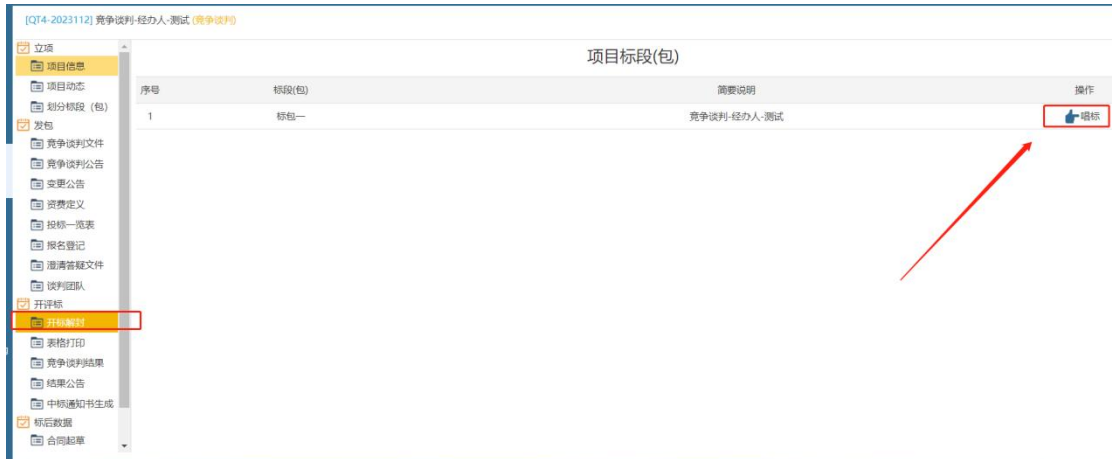 [QT4-2023112] 竞争谈判-经办人-测试 (竞争谈判)
立项
项目信息
项目动态
划分标段（包）
发包
竞争谈判文件
竞争谈判公告
变更公告
资费定义
投标一览表
报名登记
澄清答疑文件
谈判团队
开评标
开标解封
表格打印
竞争谈判结果
结果公告
中标通知书生成
标后数据
合同起草
项目标段(包)
序号 标段(包) 简要说明 操作
1 标包一 竞争谈判-经办人-测试 唱标